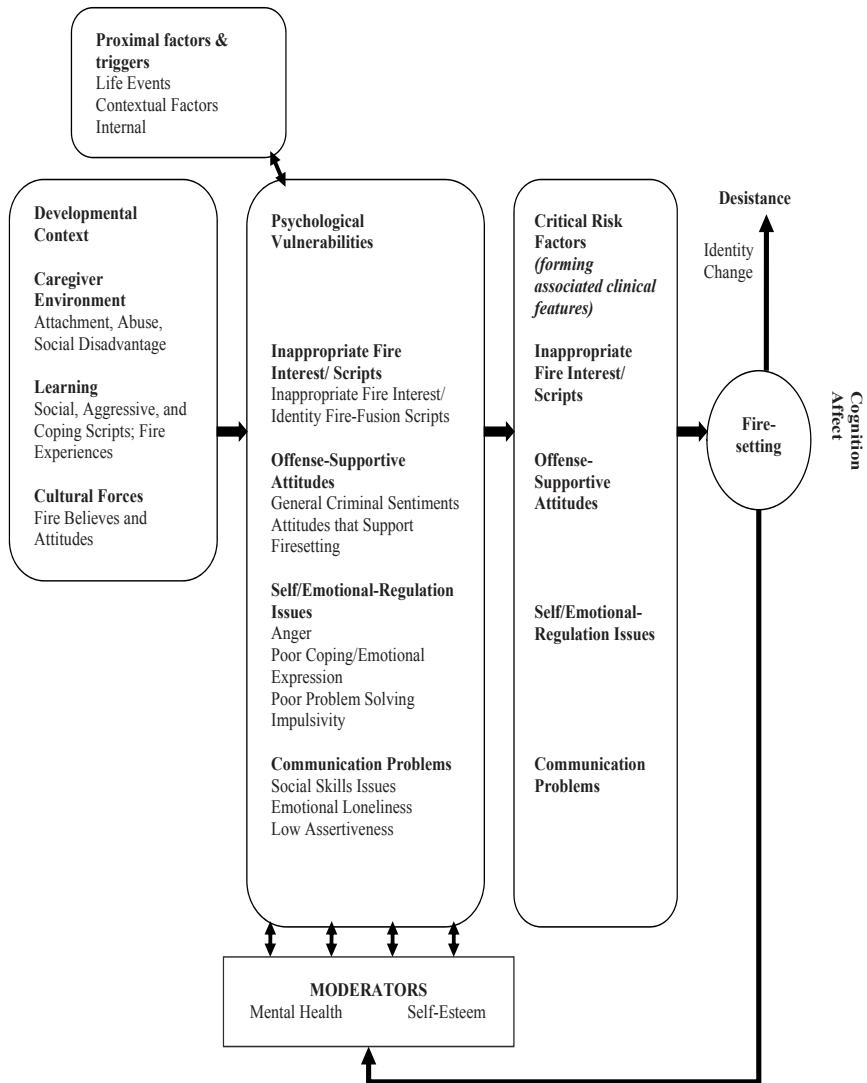 Proximal factors &
triggers
Life Events
Contextual Factors
Internal
Developmental
Context
Caregiver
Environment
Attachment, Abuse,
Social Disadvantage
Learning
Social, Aggressive, and
Coping Scripts; Fire
Experiences
Cultural Forces
Fire Believes and
Attitudes
Psychological
Vulnerabilities
Inappropriate Fire
Interest/ Scripts
Inappropriate Fire Interest/
Identity Fire-Fusion Scripts
Offense-Supportive
Attitudes
General Criminal Sentiments
Attitudes that Support
Firesetting
Self/Emotional-Regulation
Issues
Anger
Poor Coping/Emotional
Expression
Poor Problem Solving
Impulsivity
Communication Problems
Social Skills Issues
Emotional Loneliness
Low Assertiveness
Critical Risk
Factors
(forming
associated clinical
features)
Inappropriate
Fire Interest/
Scripts
Offense-
Supportive
Attitudes
Self/Emotional-
Regulation Issues
Communication
Problems
Desistance
Identity
Change
Fire-
setting
Cognition
Affect
MODERATORS
Mental Health Self-Esteem